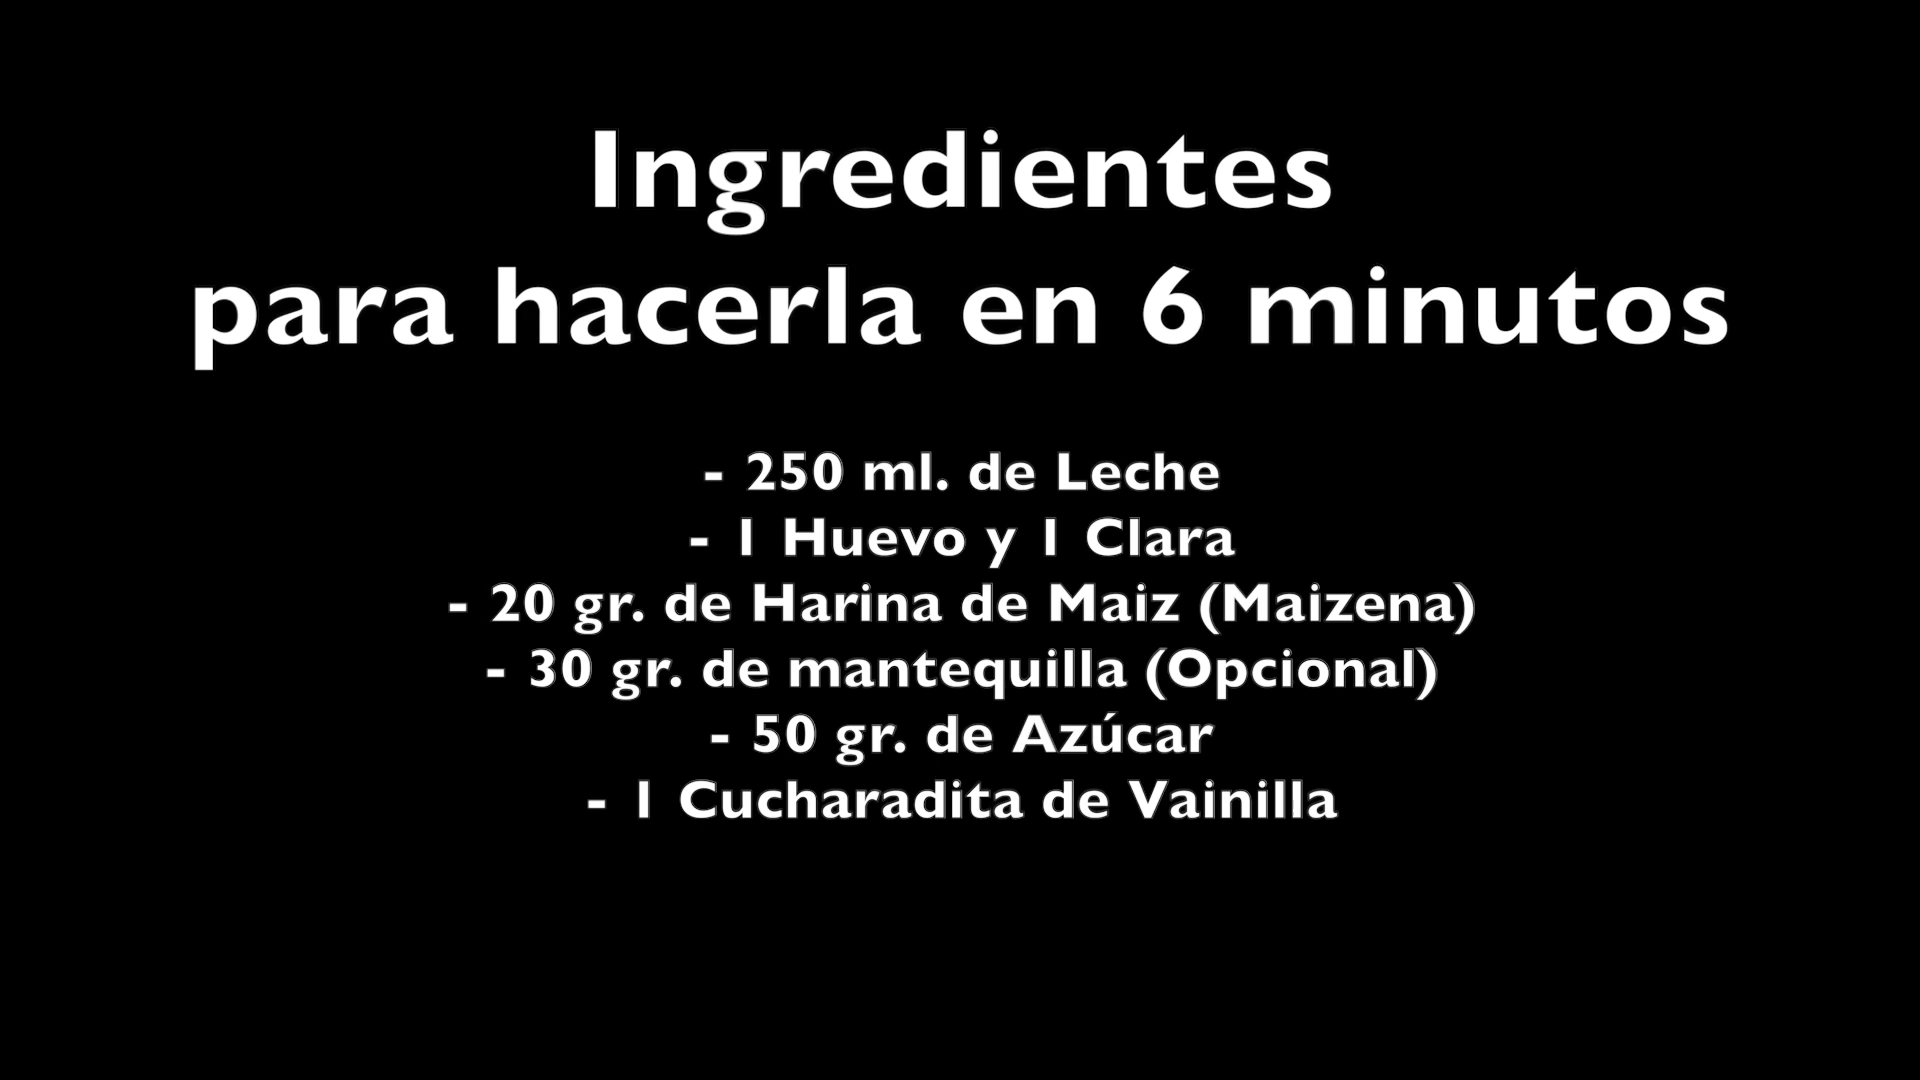 Ingredientes
para hacerla en 6 minutos
- 250 ml. de Leche
- 1 Huevo y 1 Clara
- 20 gr. de Harina de Maiz (Maizena)
- 30 gr. de mantequilla (Opcional)
- 50 gr. de Azúcar
- 1 Cucharadita de Vainilla